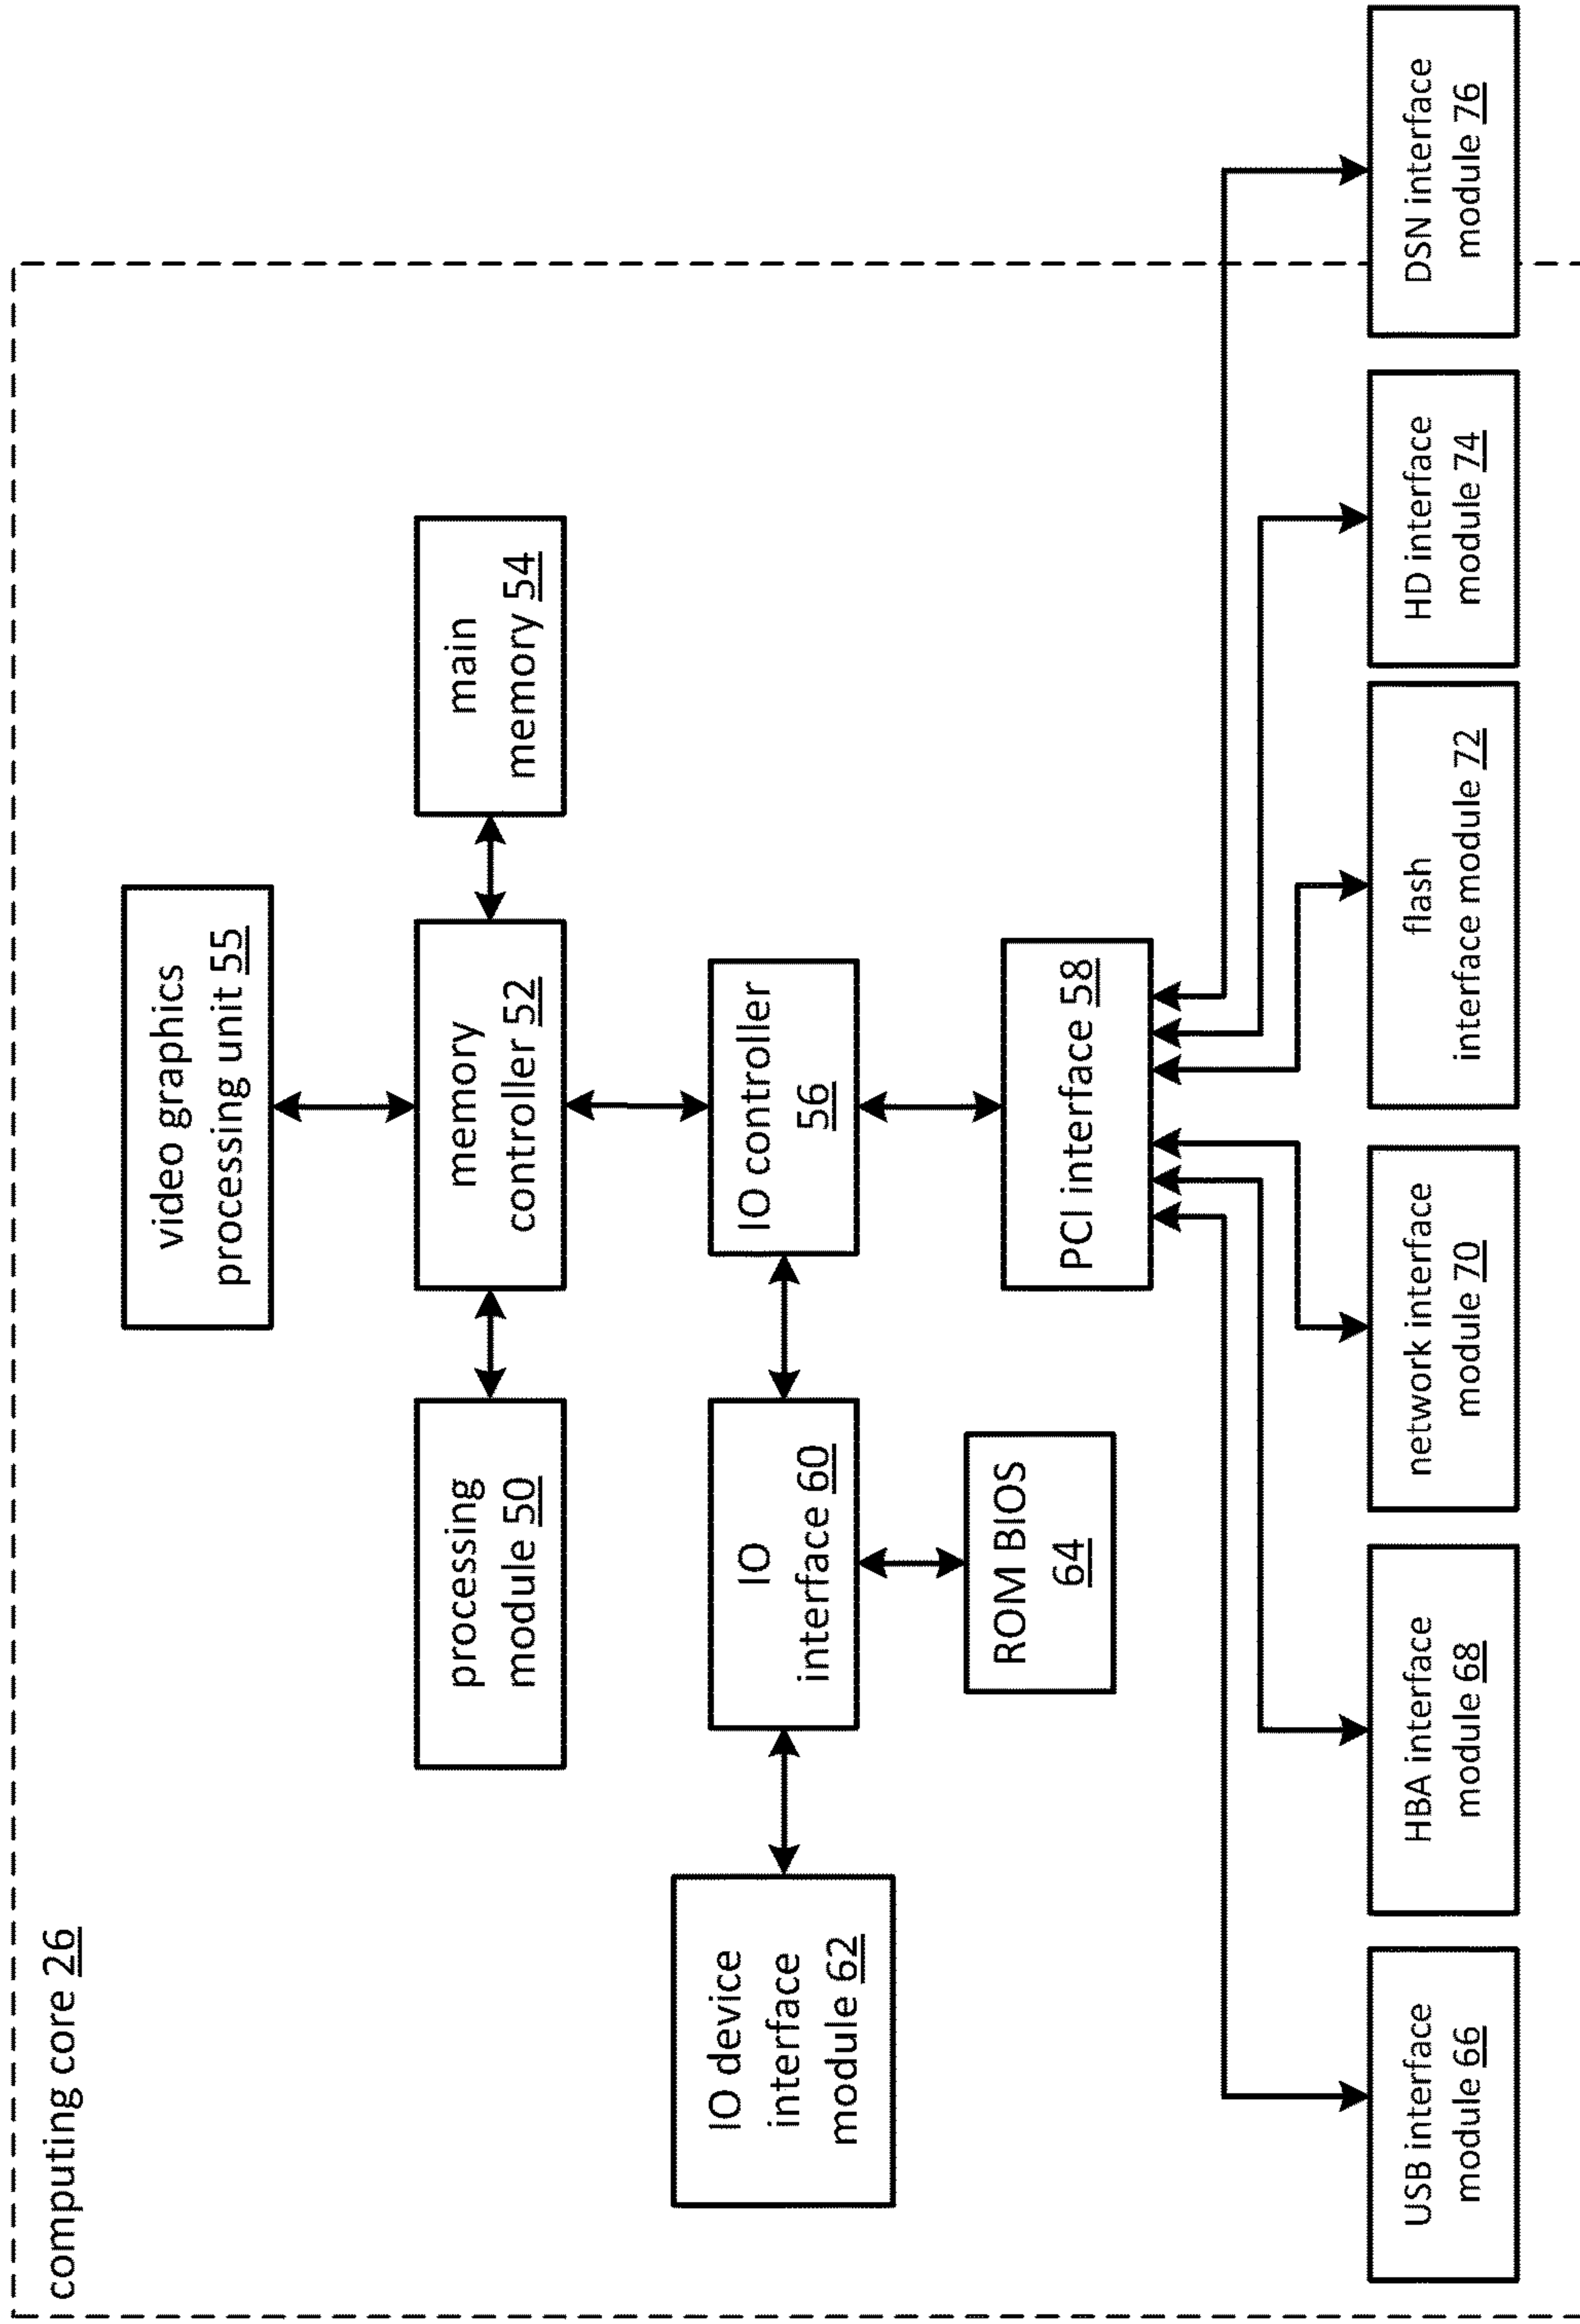 computing core 26
video graphics
processing unit 55
processing
module 50
memory
controller 52
main
memory 54
IO device
interface
module 62
IO
interface 60
IO controller
56
ROM BIOS
64
PCI interface 58
USB interface
module 66
HBA interface
module 68
network interface
module 70
flash
interface module 72
HD interface
module 74
DSN interface
module 76